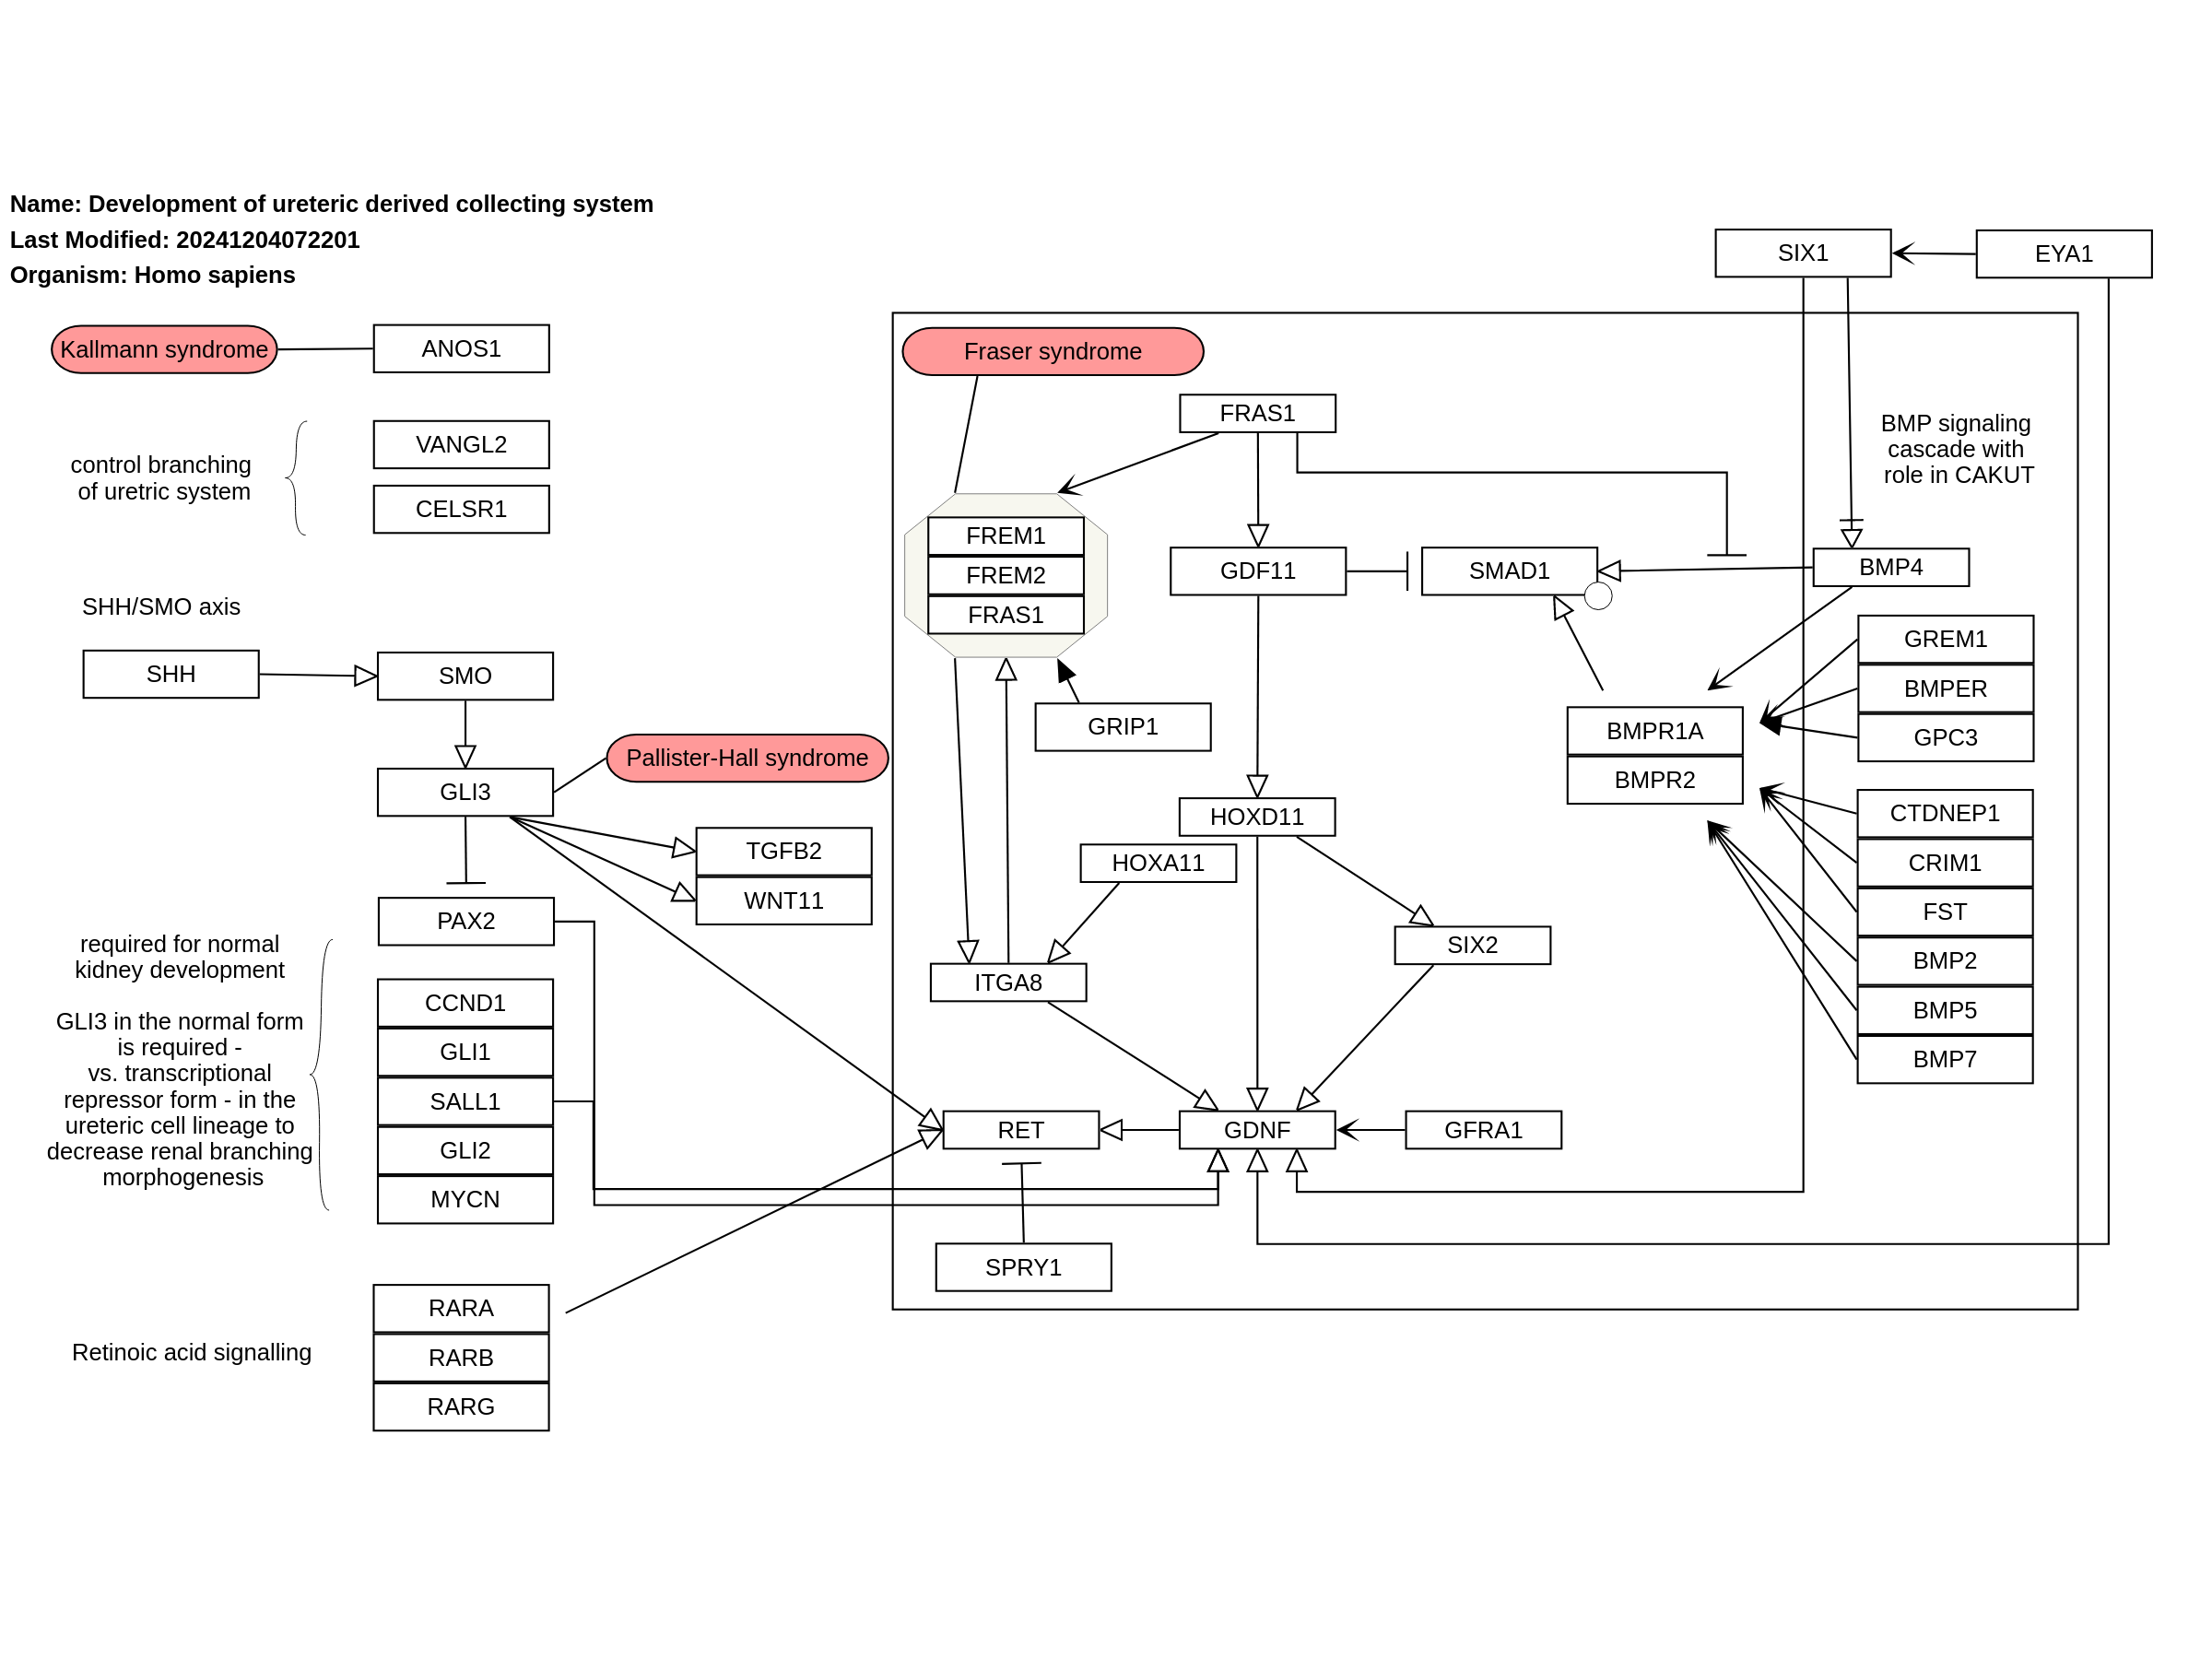 Name: Development of ureteric derived collecting system
Last Modified: 20241204072201
Organism: Homo sapiens
SIX1
EYA1
Kallmann syndrome
ANOS1
Fraser syndrome
control branching
of uretric system
VANGL2
CELSR1
FRAS1
BMP signaling
cascade with
role in CAKUT
FREM1
FREM2
FRAS1
GDF11
SMAD1
BMP4
SHH/SMO axis
SHH
SMO
GREM1
BMPER
GPC3
GRIP1
BMPR1A
BMPR2
GLI3
Pallister-Hall syndrome
TGFB2
WNT11
HOXD11
HOXA11
CTDNEP1
CRIM1
FST
BMP2
BMP5
BMP7
PAX2
SIX2
ITGA8
required for normal
kidney development
GLI3 in the normal form
is required -
vs. transcriptional
repressor form - in the
ureteric cell lineage to
decrease renal branching
morphogenesis
CCND1
GLI1
SALL1
GLI2
MYCN
RET
GDNF
GFRA1
SPRY1
Retinoic acid signalling
RARA
RARB
RARG